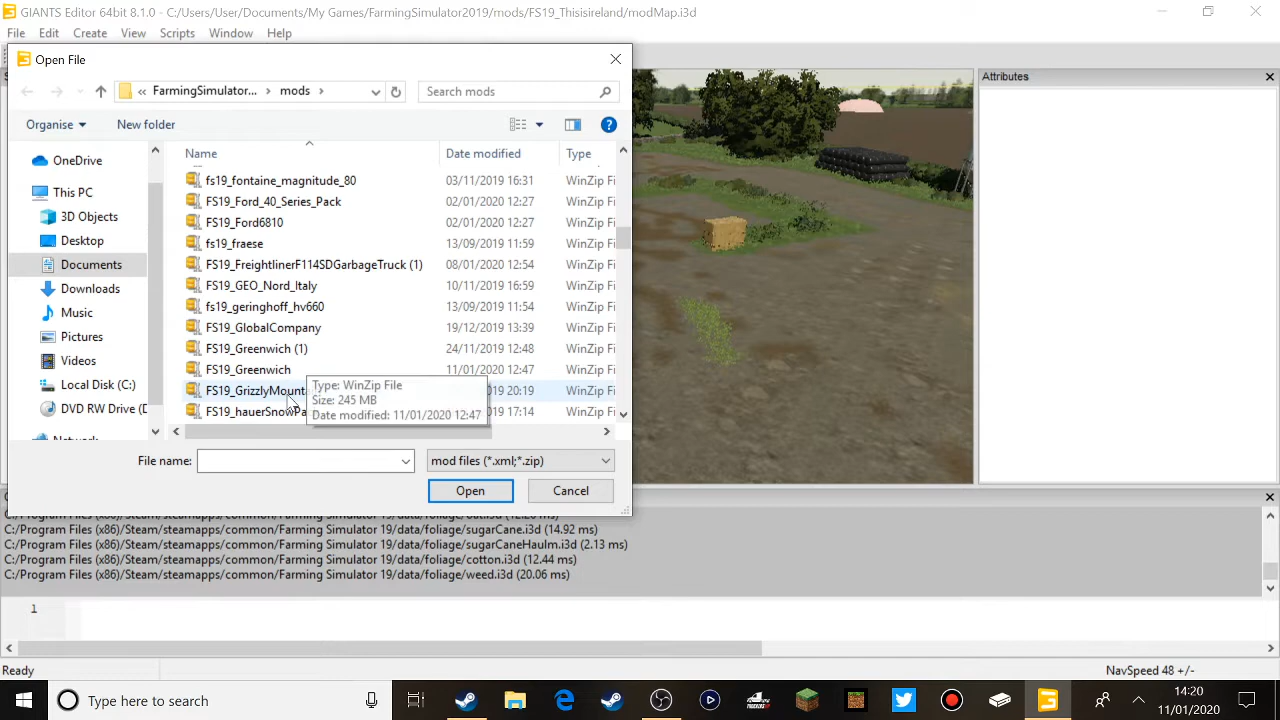 GIANTS Editor 64bit 8.1.0 - C:/Users/User/Documents/My Games/FarmingSimulator2019/mods/FS19_Thisisireland/modMap.i3d
File Edit Create View Scripts Window Help
Open File
« FarmingSimulator... › mods ›
Search mods
Organise
New folder
Name Date modified Type
OneDrive
This PC
3D Objects
Desktop
Documents
Downloads
Music
Pictures
Videos
Local Disk (C:)
DVD RW Drive (D
Network
fs19_fontaine_magnitude_80 03/11/2019 16:31 WinZip Fi
FS19_Ford_40_Series_Pack 02/01/2020 12:27 WinZip Fi
FS19_Ford6810 02/01/2020 12:27 WinZip Fi
fs19_fraese 13/09/2019 11:59 WinZip Fi
FS19_FreightlinerF114SDGarbageTruck (1) 08/01/2020 12:54 WinZip Fi
FS19_GEO_Nord_Italy 10/11/2019 16:59 WinZip Fi
fs19_geringhoff_hv660 13/09/2019 11:54 WinZip Fi
FS19_GlobalCompany 19/12/2019 13:39 WinZip Fi
FS19_Greenwich (1) 24/11/2019 12:48 WinZip Fi
FS19_Greenwich 11/01/2020 12:47 WinZip Fi
FS19_GrizzlyMount 2019 20:19 WinZip Fi
FS19_hauerSnowPa 2019 17:14 WinZip Fi
Type: WinZip File
Size: 245 MB
Date modified: 11/01/2020 12:47
File name:
mod files (*.xml;*.zip)
Open
Cancel
Attributes
C:/Program Files (x86)/Steam/steamapps/common/Farming Simulator 19/data/foliage/sugarCane.i3d (14.92 ms)
C:/Program Files (x86)/Steam/steamapps/common/Farming Simulator 19/data/foliage/sugarCaneHaulm.i3d (2.13 ms)
C:/Program Files (x86)/Steam/steamapps/common/Farming Simulator 19/data/foliage/cotton.i3d (12.44 ms)
C:/Program Files (x86)/Steam/steamapps/common/Farming Simulator 19/data/foliage/weed.i3d (20.06 ms)
1
Ready
NavSpeed 48 +/-
Type here to search
14:20
11/01/2020